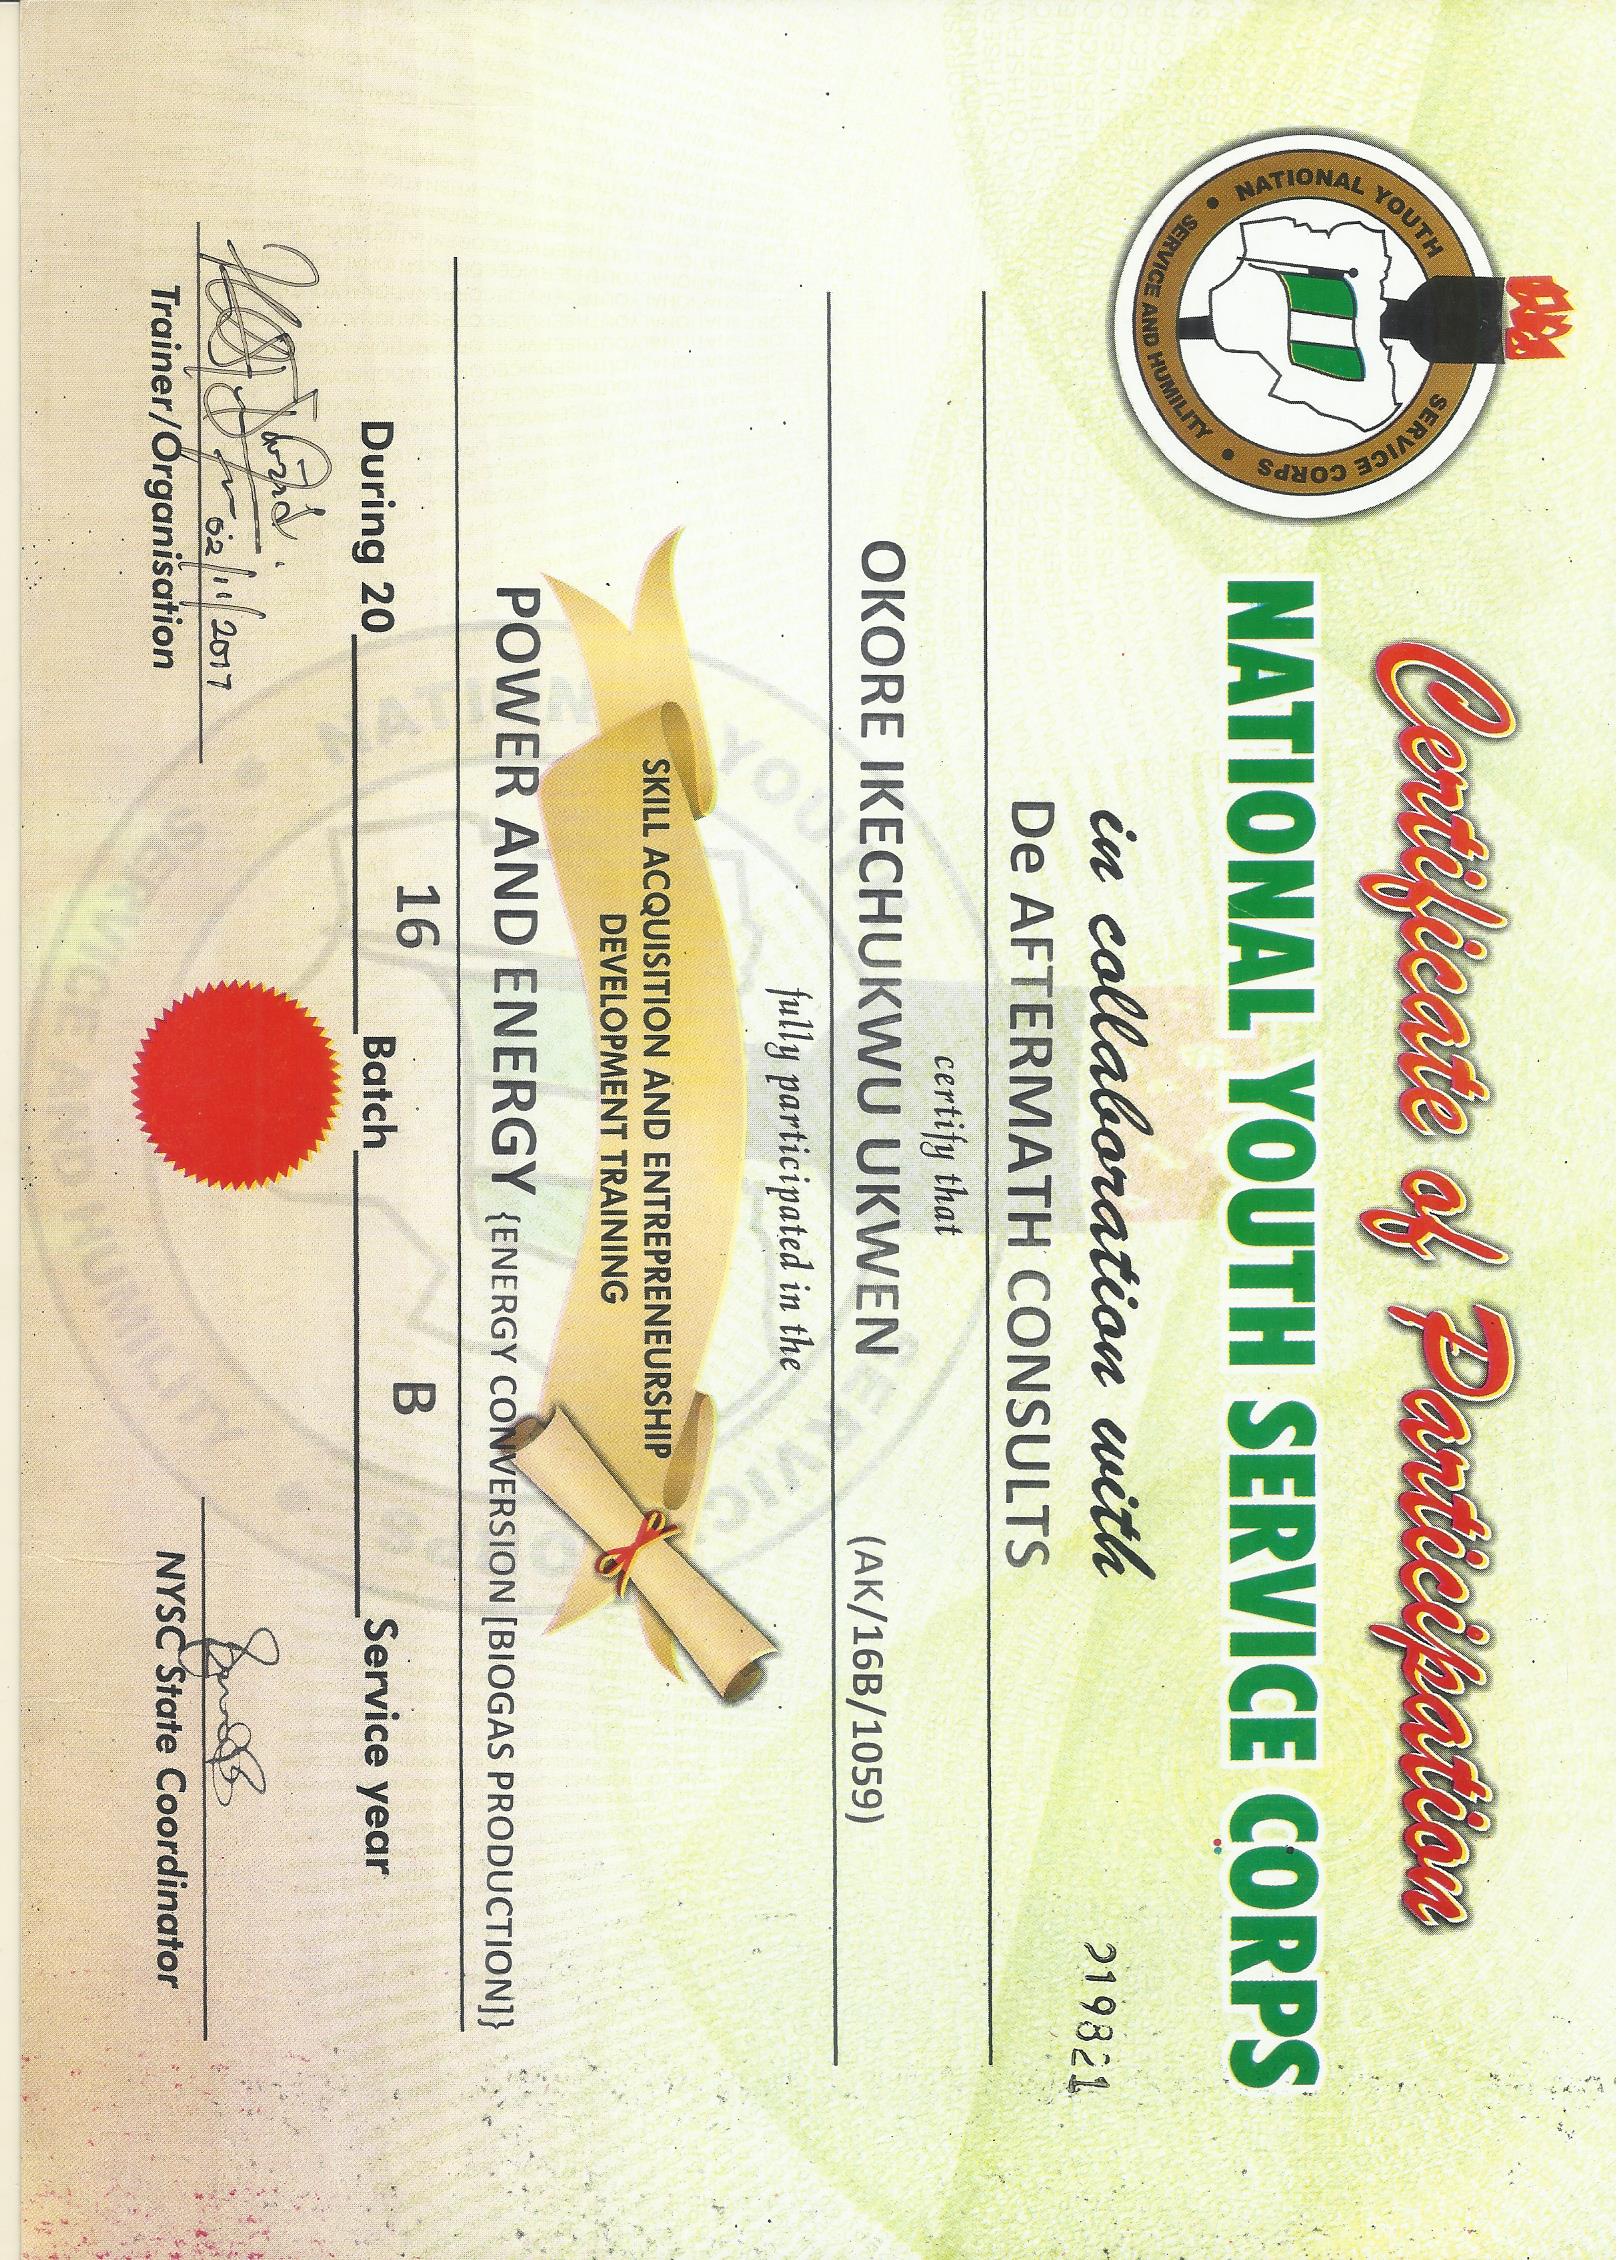 Certificate of Participation
NATIONAL YOUTH SERVICE CORPS
NATIONAL YOUTH SERVICE CORPS
SERVICE AND HUMILITY
in collaboration with
De AFTERMATH CONSULTS
certify that
OKORE IKECHUKWU UKWEN (AK/16B/1059)
fully participated in the
SKILL ACQUISITION AND ENTREPRENEURSHIP
DEVELOPMENT TRAINING
POWER AND ENERGY {ENERGY CONVERSION [BIOGAS PRODUCTION]}
During 20 16 Batch B Service year
02/11/2017
Trainer/Organisation
NYSC State Coordinator